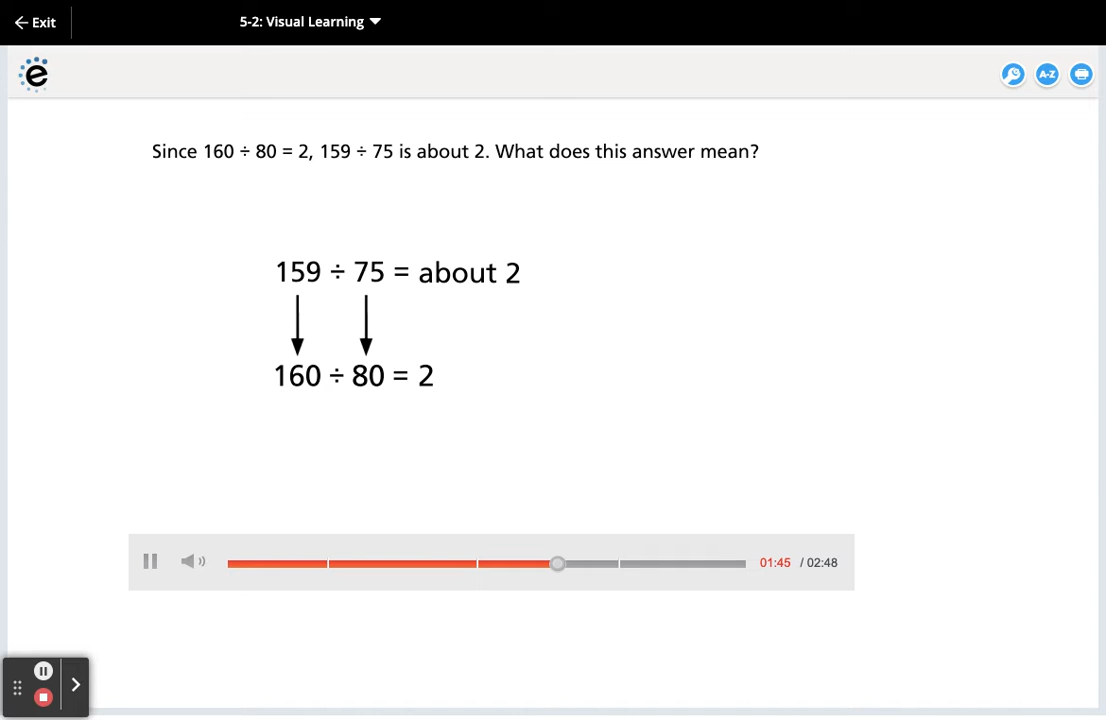 Exit
5-2: Visual Learning
e
A-Z
Since 160 ÷ 80 = 2, 159 ÷ 75 is about 2. What does this answer mean?
159 ÷ 75 = about 2
160 ÷ 80 = 2
01:45 / 02:48